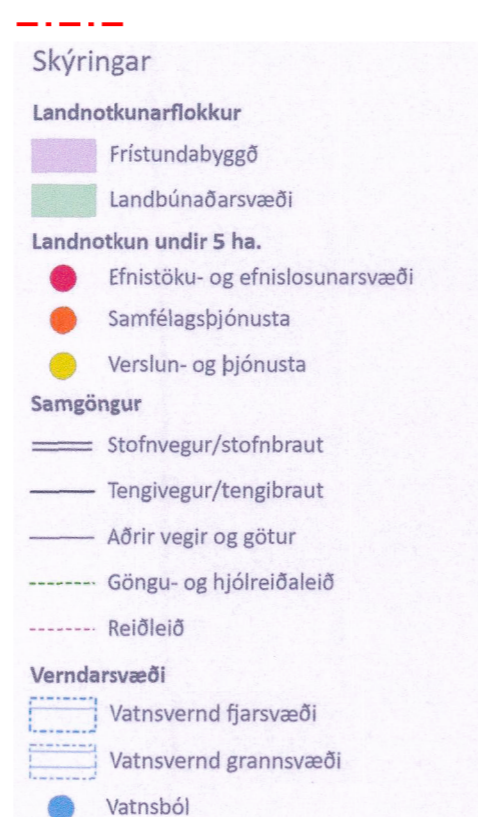 Skýringar
Landnotkunarflokkur
Frístundabyggð
Landbúnaðarsvæði
Landnotkun undir 5 ha.
Efnistöku- og efnislosunarsvæði
Samfélagsþjónusta
Verslun- og þjónusta
Samgöngur
Stofnvegur/stofnbraut
Tengivegur/tengibraut
Aðrir vegir og götur
Göngu- og hjólreiðaleið
Reiðleið
Verndarsvæði
Vatnsvernd fjarsvæði
Vatnsvernd grannsvæði
Vatnsból